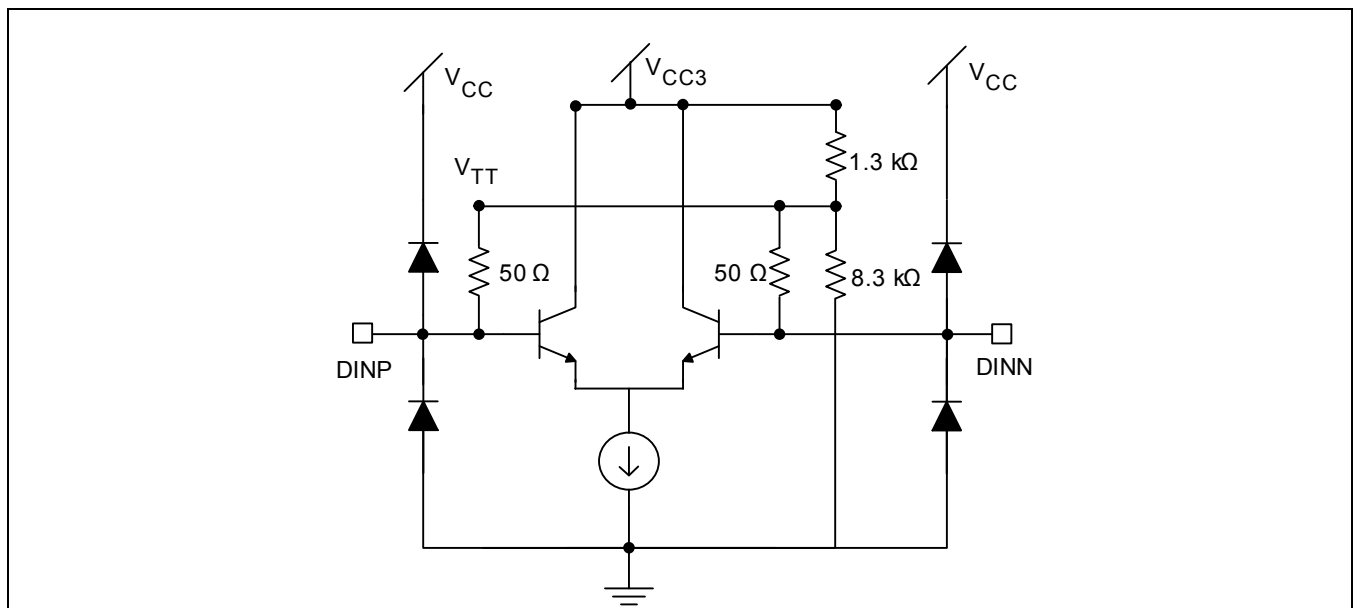 VCC
VCC3
VCC
1.3 kΩ
VTT
50 Ω
50 Ω
8.3 kΩ
DINP
DINN